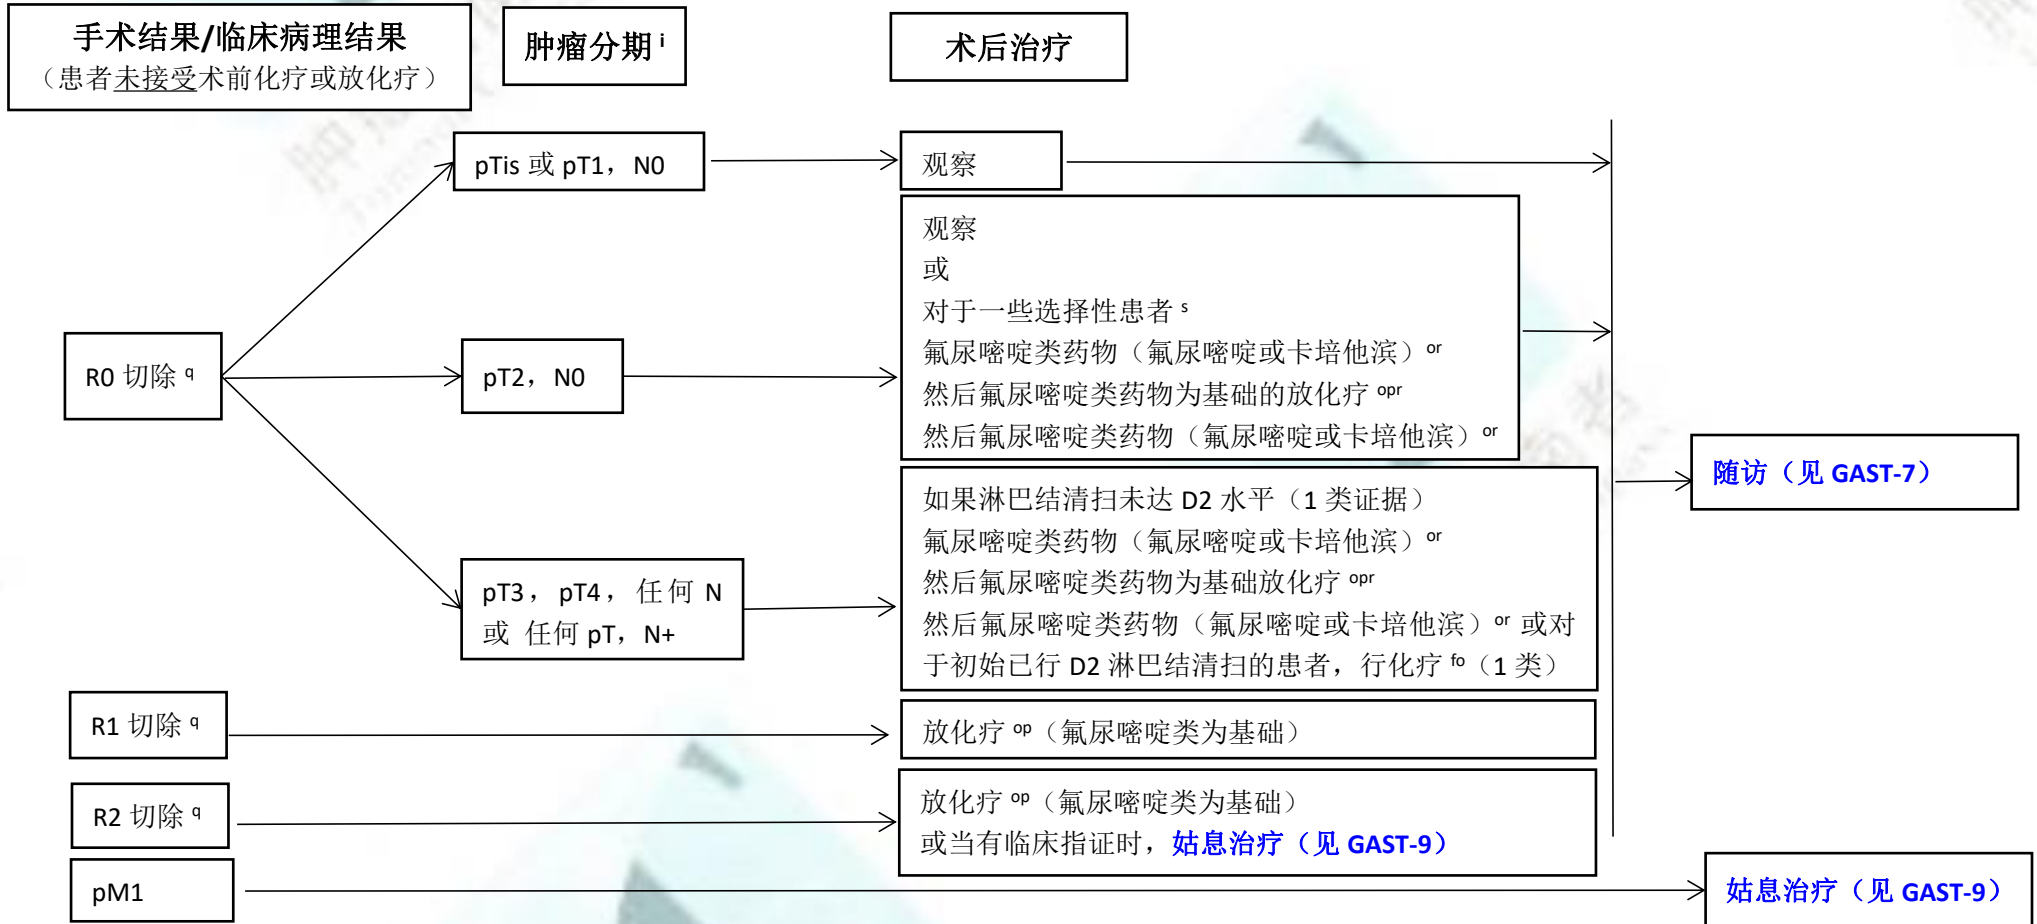 手术结果/临床病理结果
（患者未接受术前化疗或放化疗）
肿瘤分期 i
术后治疗
pTis 或 pT1，N0
观察
R0 切除 q
pT2，N0
观察
或
对于一些选择性患者 s
氟尿嘧啶类药物（氟尿嘧啶或卡培他滨）or
然后氟尿嘧啶类药物为基础的放化疗 opr
然后氟尿嘧啶类药物（氟尿嘧啶或卡培他滨）or
pT3，pT4，任何 N
或 任何 pT，N+
如果淋巴结清扫未达 D2 水平（1 类证据）
氟尿嘧啶类药物（氟尿嘧啶或卡培他滨）or
然后氟尿嘧啶类药物为基础放化疗 opr
然后氟尿嘧啶类药物（氟尿嘧啶或卡培他滨）or 或对
于初始已行 D2 淋巴结清扫的患者，行化疗 fo（1 类）
随访（见 GAST-7）
R1 切除 q
放化疗 op（氟尿嘧啶类为基础）
R2 切除 q
放化疗 op（氟尿嘧啶类为基础）
或当有临床指证时，姑息治疗（见 GAST-9）
pM1
姑息治疗（见 GAST-9）